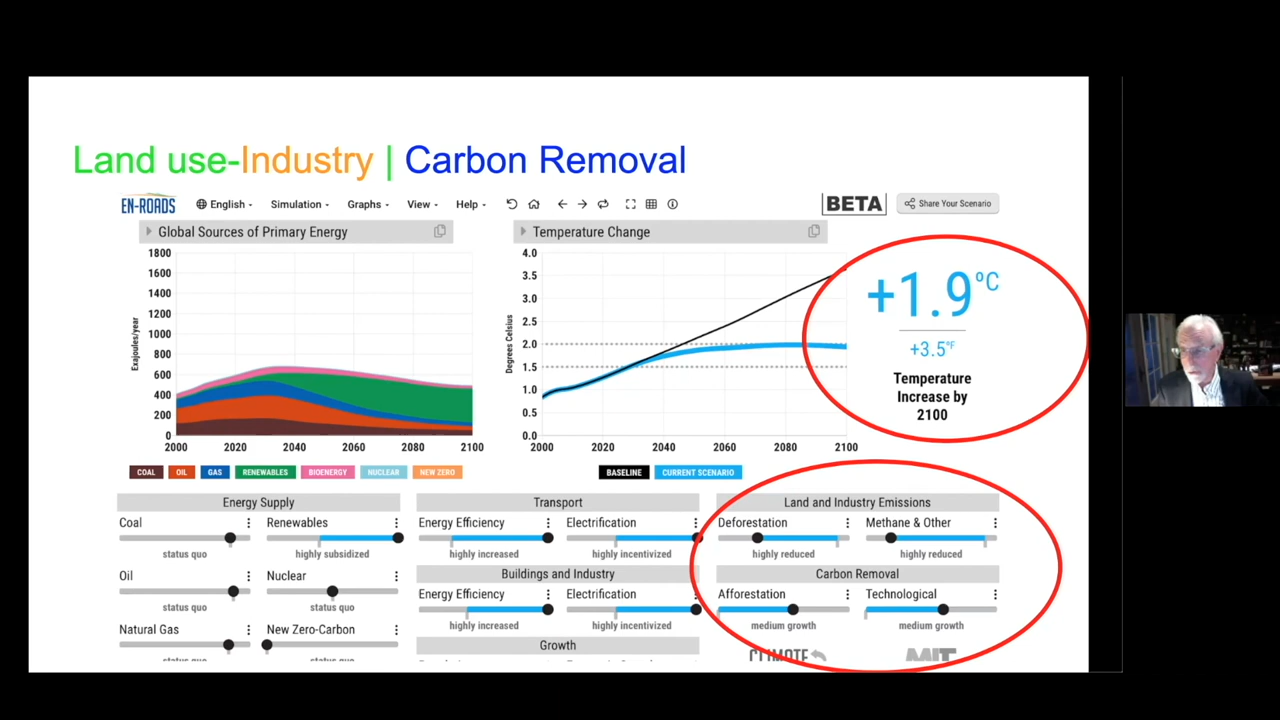 Land use-Industry | Carbon Removal
EN-ROADS English Simulation Graphs View Help BETA Share Your Scenario
Global Sources of Primary Energy
1800
1600
1400
1200
1000
800
600
400
200
0
Exajoules/year
2000 2020 2040 2060 2080 2100
COAL OIL GAS RENEWABLES BIOENERGY NUCLEAR NEW ZERO
Temperature Change
4.0
3.5
3.0
2.5
2.0
1.5
1.0
0.5
0.0
Degrees Celsius
2000 2020 2040 2060 2080 2100
BASELINE CURRENT SCENARIO
+1.9 °C
+3.5 °F
Temperature
Increase by
2100
Energy Supply
Coal Renewables
status quo highly subsidized
Oil Nuclear
status quo status quo
Natural Gas New Zero-Carbon
status quo status quo
Transport
Energy Efficiency Electrification
highly increased highly incentivized
Buildings and Industry
Energy Efficiency Electrification
highly increased highly incentivized
Growth
Land and Industry Emissions
Deforestation Methane & Other
highly reduced highly reduced
Carbon Removal
Afforestation Technological
medium growth medium growth
CLIMATE MIT